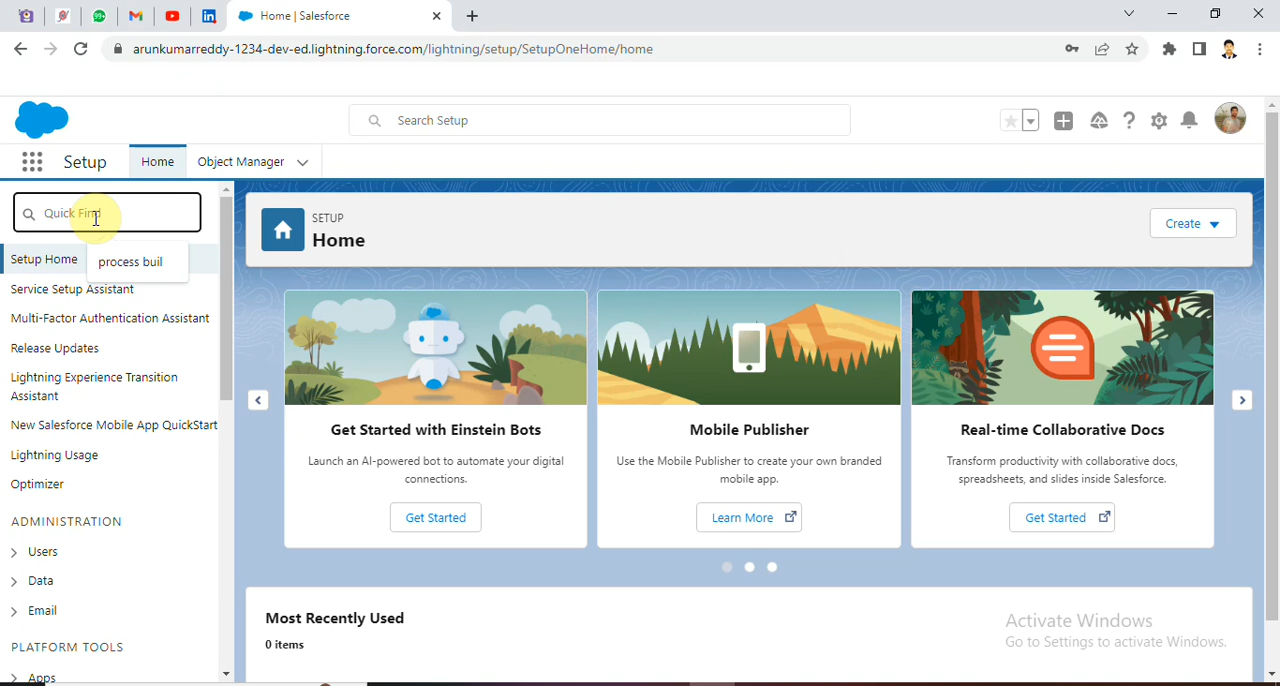 99+
Home | Salesforce
arunkumarreddy-1234-dev-ed.lightning.force.com/lightning/setup/SetupOneHome/home
Search Setup
Setup
Home
Object Manager
Quick Find
process buil
Setup Home
Service Setup Assistant
Multi-Factor Authentication Assistant
Release Updates
Lightning Experience Transition
Assistant
New Salesforce Mobile App QuickStart
Lightning Usage
Optimizer
ADMINISTRATION
Users
Data
Email
PLATFORM TOOLS
Apps
SETUP
Home
Create
Get Started with Einstein Bots
Launch an AI-powered bot to automate your digital
connections.
Get Started
Mobile Publisher
Use the Mobile Publisher to create your own branded
mobile app.
Learn More
Real-time Collaborative Docs
Transform productivity with collaborative docs,
spreadsheets, and slides inside Salesforce.
Get Started
Most Recently Used
0 items
Activate Windows
Go to Settings to activate Windows.